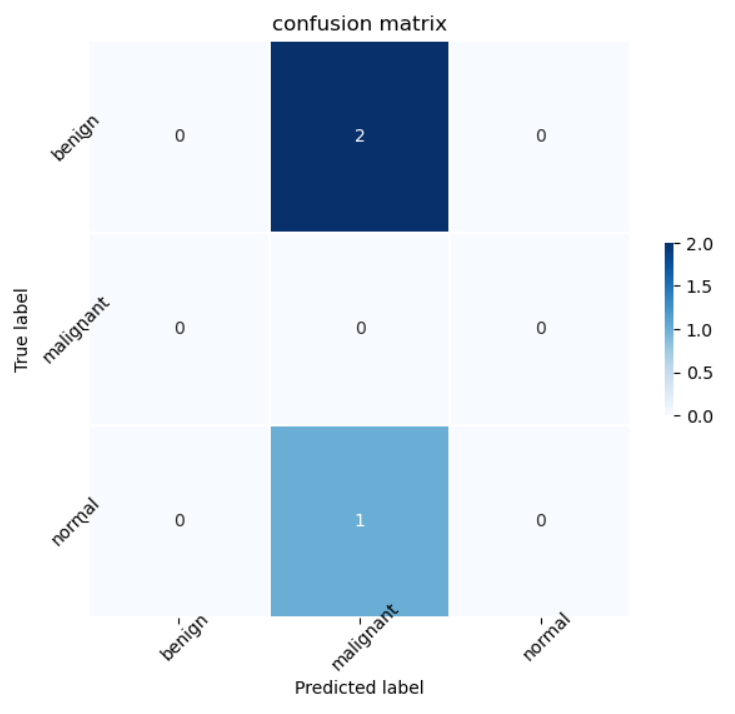 confusion matrix
benign
0
2
0
malignant
0
0
0
normal
0
1
0
True label
benign
malignant
normal
Predicted label
2.0
1.5
1.0
0.5
0.0